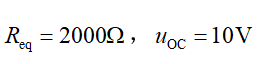 R_eq = 2000Ω， u_OC = 10V